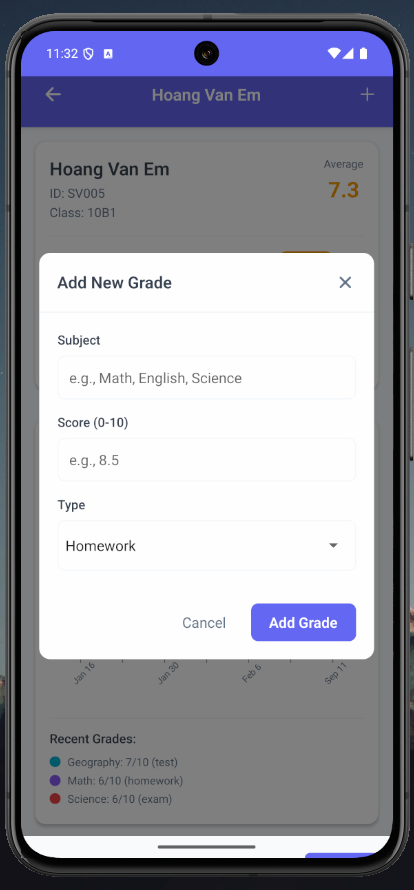 11:32
Hoang Van Em
Hoang Van Em
ID: SV005
Class: 10B1
Average
7.3
Add New Grade
Subject
e.g., Math, English, Science
Score (0-10)
e.g., 8.5
Type
Homework
Cancel
Add Grade
Jan 16
Jan 30
Feb 6
Sep 11
Recent Grades:
Geography: 7/10 (test)
Math: 6/10 (homework)
Science: 6/10 (exam)